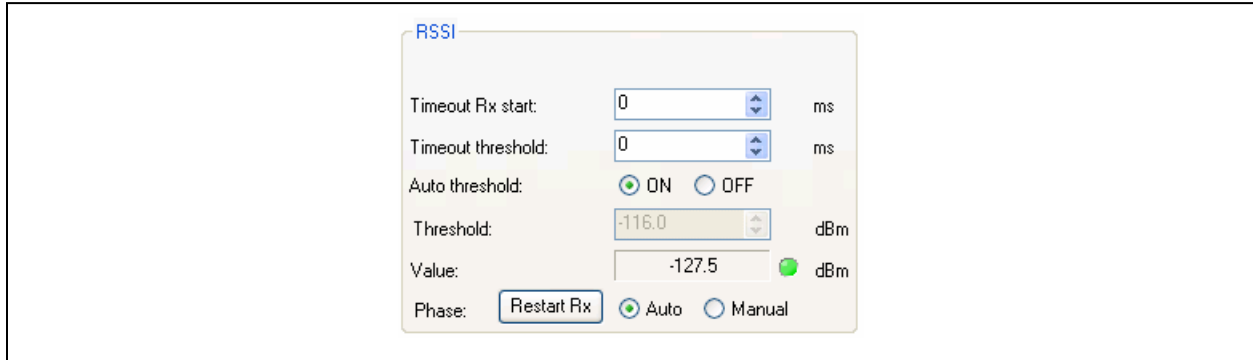 RSSI
Timeout Rx start: 0 ms
Timeout threshold: 0 ms
Auto threshold: ON OFF
Threshold: -116.0 dBm
Value: -127.5 dBm
Phase: Restart Rx Auto Manual